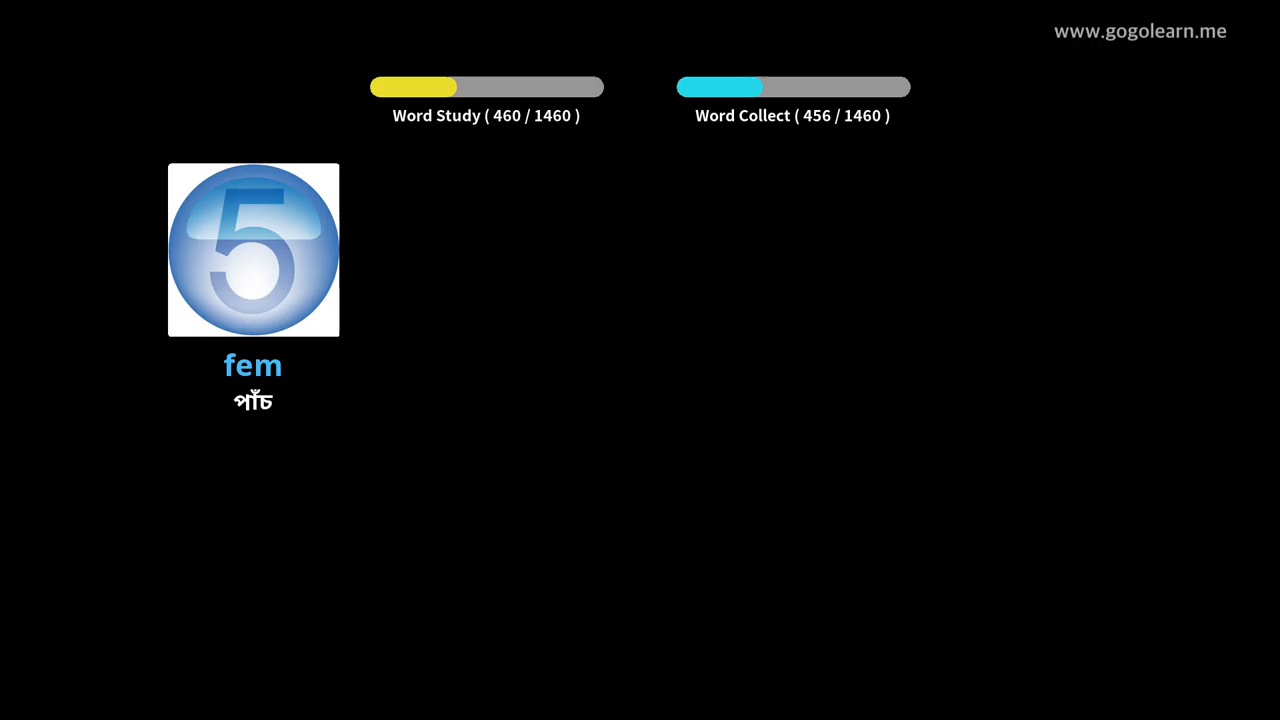 www.gogolearn.me
Word Study ( 460 / 1460 )
Word Collect ( 456 / 1460 )
5
fem
পাঁচ